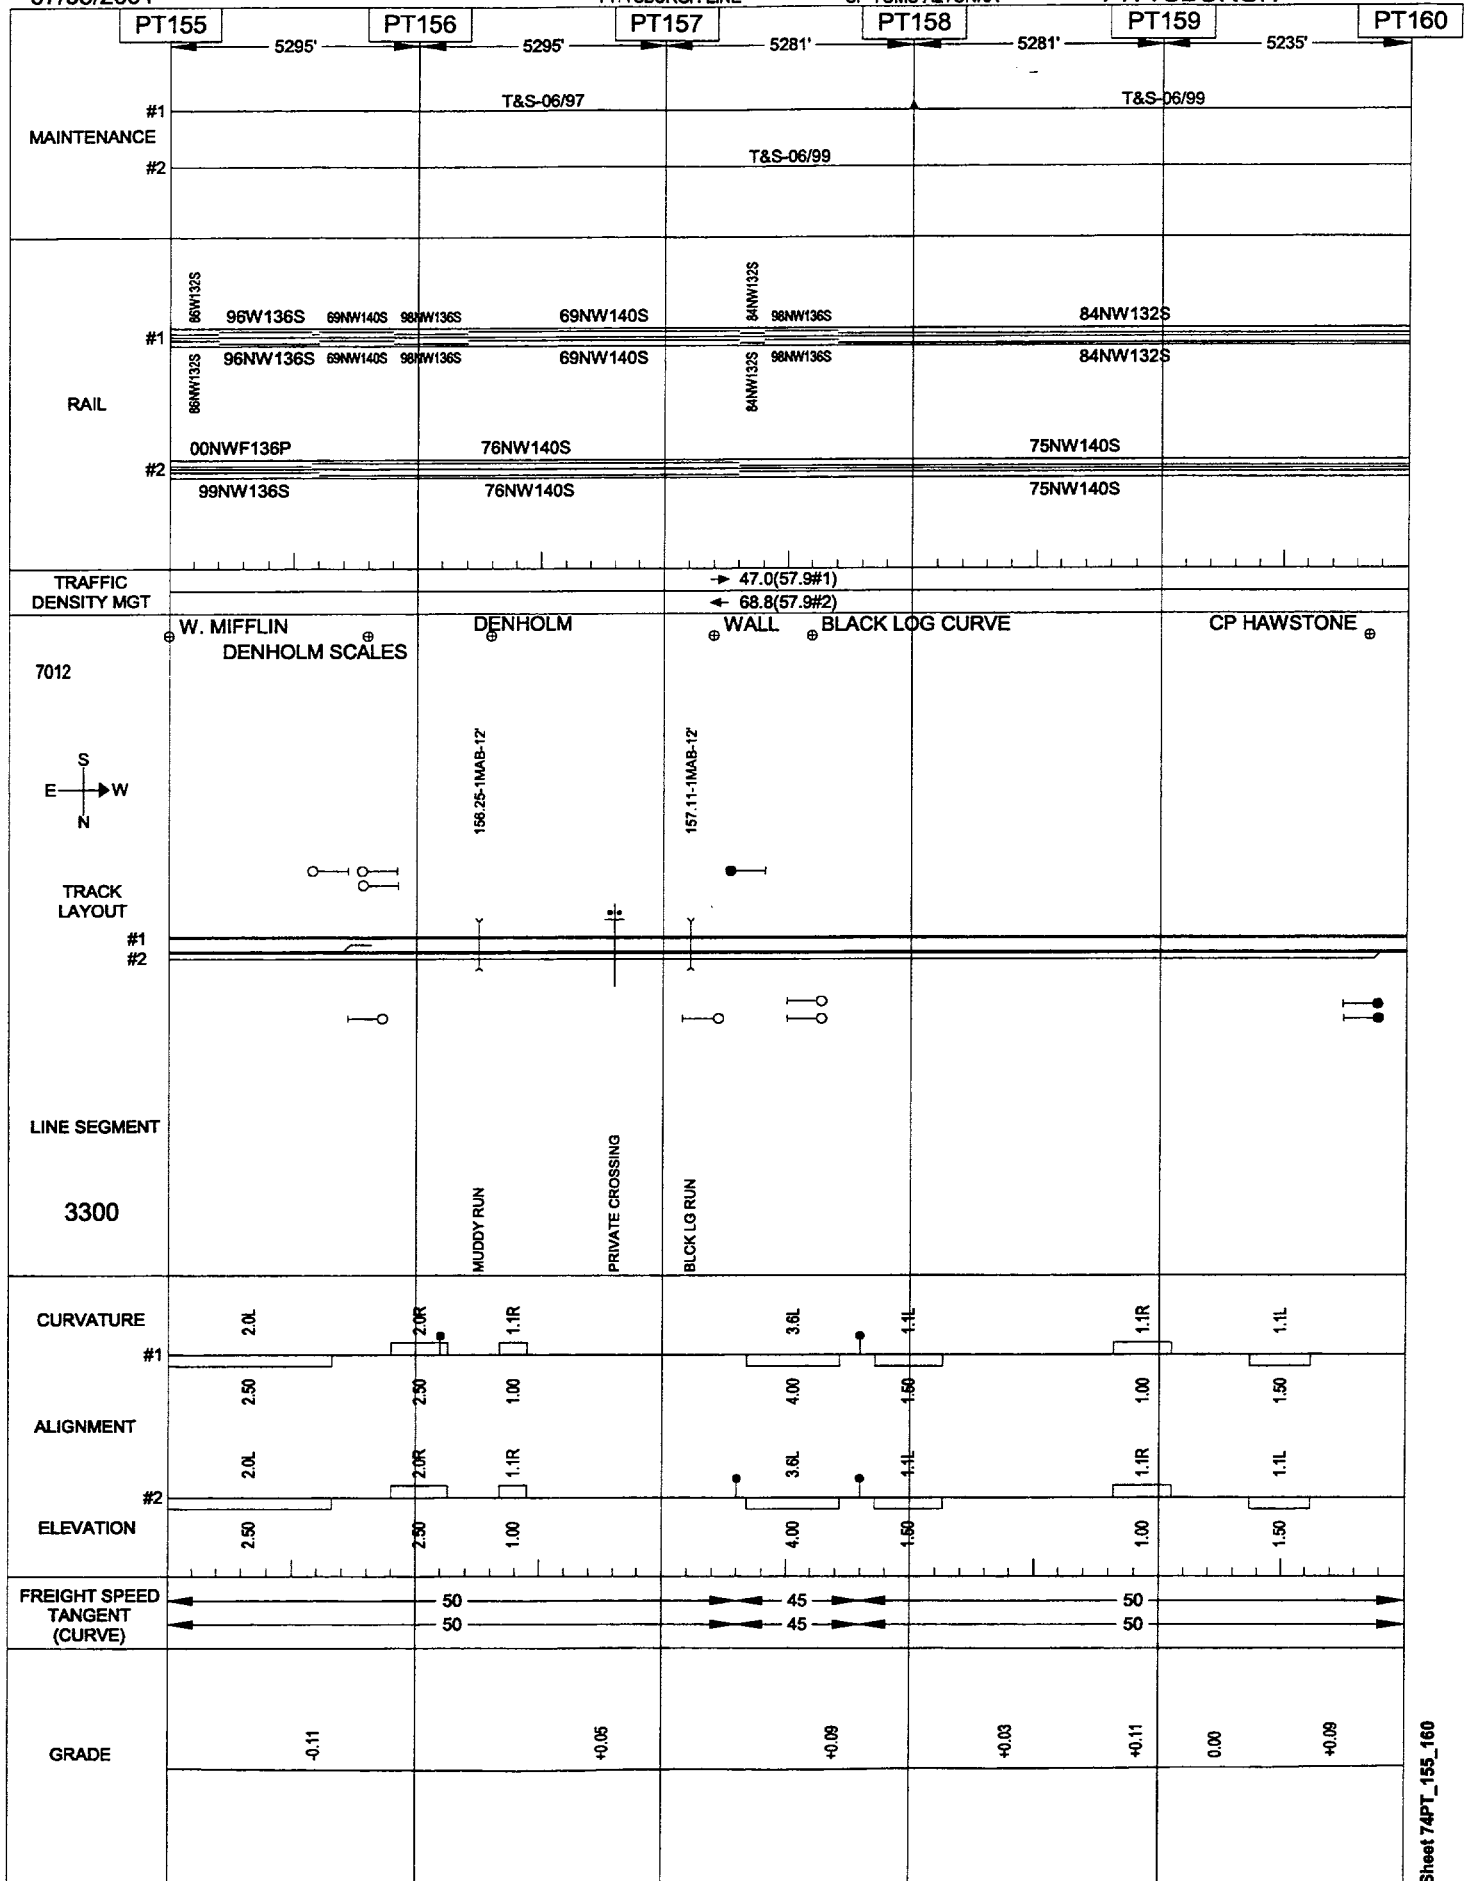 PT155 PT156 PT157 PT158 PT159 PT160
5295' 5295' 5281' 5281' 5235'
T&S-06/97 T&S-06/99
#1
MAINTENANCE
T&S-06/99
#2
86W132S 84NW132S
96W136S 69NW140S 98NW136S 69NW140S 98NW136S 84NW132S
#1
96NW136S 69NW140S 98NW136S 69NW140S 98NW136S 84NW132S
86NW132S 84NW132S
RAIL
00NWF136P 76NW140S 75NW140S
#2
99NW136S 76NW140S 75NW140S
TRAFFIC
DENSITY MGT
47.0(57.9#1)
68.8(57.9#2)
W. MIFFLIN DENHOLM WALL BLACK LOG CURVE CP HAWSTONE
DENHOLM SCALES
7012
S
E W
N
156.25-1MAB-12'
157.11-1MAB-12'
TRACK
LAYOUT
#1
#2
LINE SEGMENT
3300
MUDDY RUN
PRIVATE CROSSING
BLCK LG RUN
CURVATURE
2.0L 2.0R 1.1R 3.6L 1.1L 1.1R 1.1L
#1
2.50 2.50 1.00 4.00 1.50 1.00 1.50
ALIGNMENT
2.0L 2.0R 1.1R 3.6L 1.1L 1.1R 1.1L
#2
ELEVATION
2.50 2.50 1.00 4.00 1.50 1.00 1.50
FREIGHT SPEED
TANGENT
(CURVE)
50 45 50
50 45 50
GRADE
-0.11 +0.05 +0.09 +0.03 +0.11 0.00 +0.09
Sheet 74PT_155_160